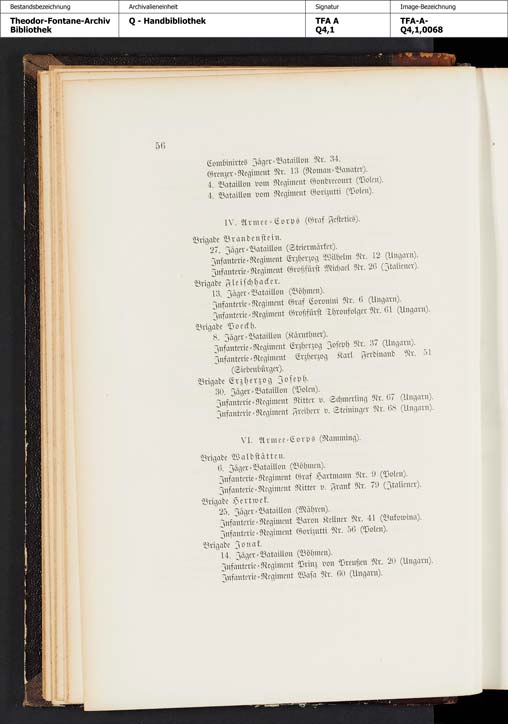 Bestandsbezeichnung
Archivalieneinheit
Signatur
Image-Bezeichnung
Theodor-Fontane-Archiv
Bibliothek
Q - Handbibliothek
TFA A
Q4,1
TFA-A-
Q4,1,0068
56
Combinirtes Jäger-Bataillon Nr. 34.
Grenzer-Regiment Nr. 13 (Roman-Banater).
4. Bataillon vom Regiment Gondrecourt (Polen).
4. Bataillon vom Regiment Gorizutti (Polen).
IV. Armee-Corps (Graf Festetics).
Brigade Brandenstein.
27. Jäger-Bataillon (Steiermärker).
Infanterie-Regiment Erzherzog Wilhelm Nr. 12 (Ungarn).
Infanterie-Regiment Großfürst Michael Nr. 26 (Italiener).
Brigade Fleischhacker.
13. Jäger-Bataillon (Böhmen).
Infanterie-Regiment Graf Coronini Nr. 6 (Ungarn).
Infanterie-Regiment Großfürst Thronfolger Nr. 61 (Ungarn).
Brigade Poeckh.
8. Jäger-Bataillon (Kärnthner).
Infanterie-Regiment Erzherzog Joseph Nr. 37 (Ungarn).
Infanterie-Regiment Erzherzog Karl Ferdinand Nr. 51
(Siebenbürger).
Brigade Erzherzog Joseph.
30. Jäger-Bataillon (Polen).
Infanterie-Regiment Ritter v. Schmerling Nr. 67 (Ungarn).
Infanterie-Regiment Freiherr v. Steininger Nr. 68 (Ungarn).
VI. Armee-Corps (Ramming).
Brigade Waldstätten.
6. Jäger-Bataillon (Böhmen).
Infanterie-Regiment Graf Hartmann Nr. 9 (Polen).
Infanterie-Regiment Ritter v. Frank Nr. 79 (Italiener).
Brigade Hertwek.
25. Jäger-Bataillon (Mähren).
Infanterie-Regiment Baron Kellner Nr. 41 (Bukowina).
Infanterie-Regiment Gorizutti Nr. 56 (Polen).
Brigade Jonak.
14. Jäger-Bataillon (Böhmen).
Infanterie-Regiment Prinz von Preußen Nr. 20 (Ungarn).
Infanterie-Regiment Wasa Nr. 60 (Ungarn).